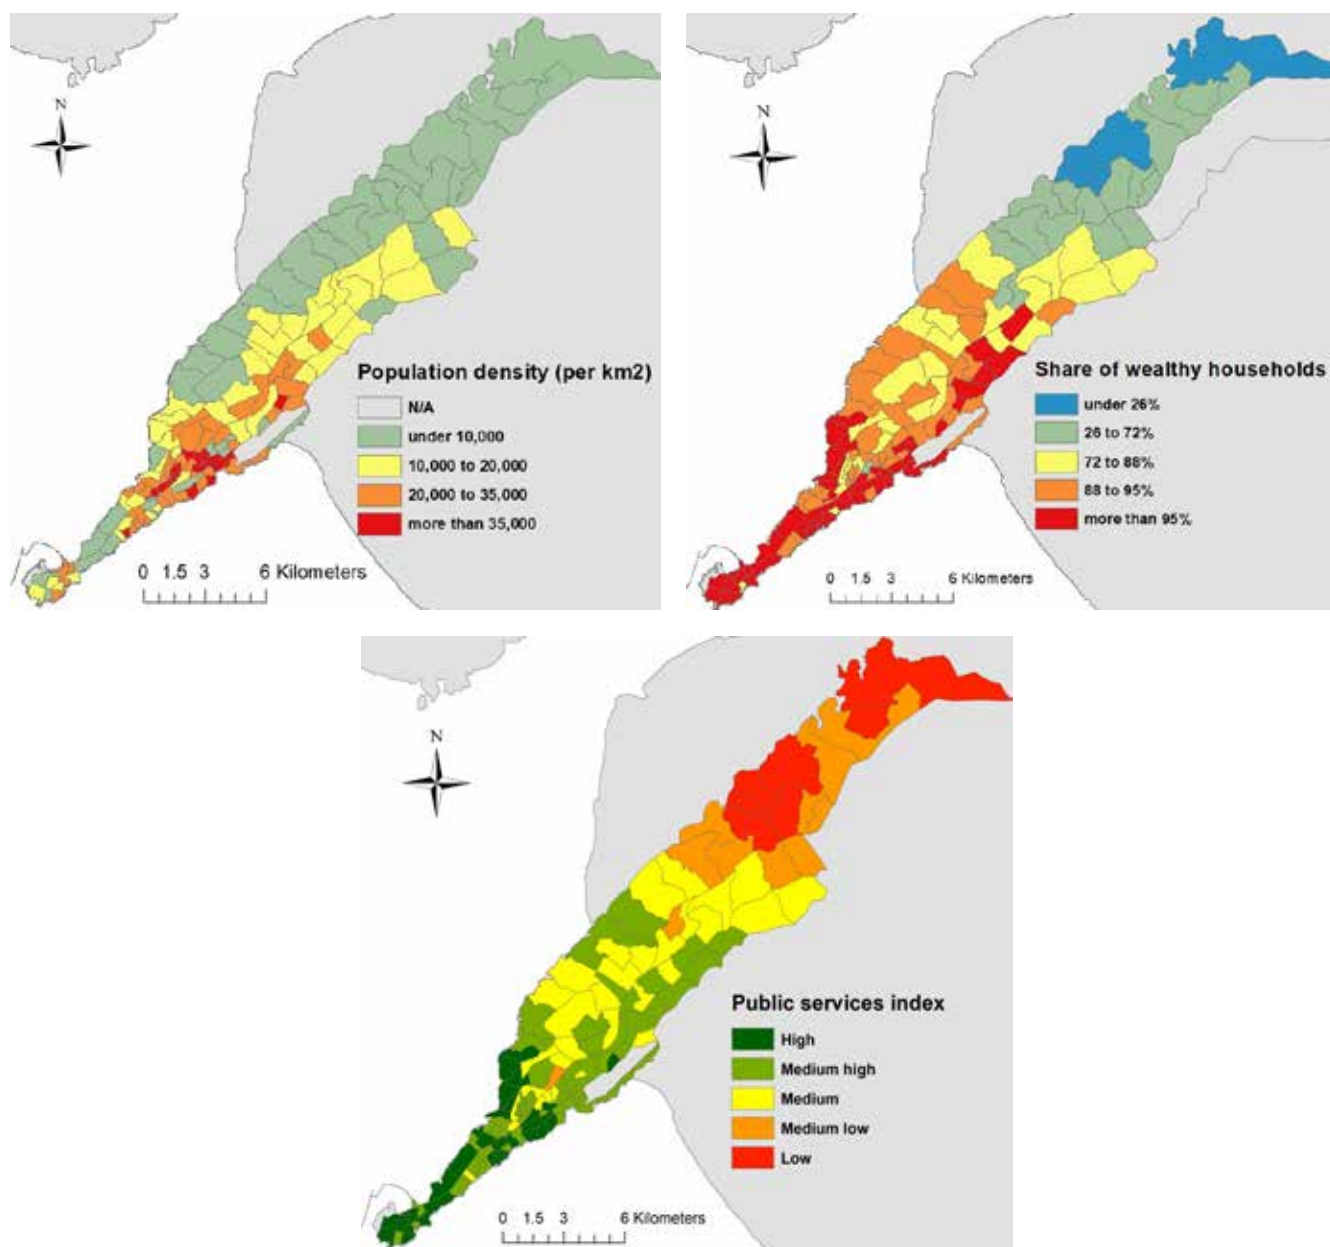 N
Population density (per km2)
N/A
under 10,000
10,000 to 20,000
20,000 to 35,000
more than 35,000
0 1.5 3 6 Kilometers
N
Share of wealthy households
under 26%
26 to 72%
72 to 88%
88 to 95%
more than 95%
0 1.5 3 6 Kilometers
N
Public services index
High
Medium high
Medium
Medium low
Low
0 1.5 3 6 Kilometers